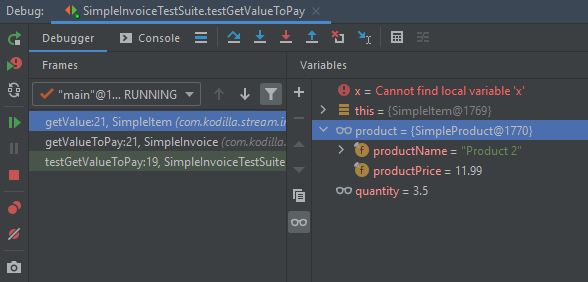 Debug: SimpleInvoiceTestSuite.testGetValueToPay
Debugger Console
Frames
"main"@1... RUNNING
getValue:21, SimpleItem (com.kodilla.stream.in
getValueToPay:21, SimpleInvoice (com.kodilla.
testGetValueToPay:19, SimpleInvoiceTestSuite
Variables
x = Cannot find local variable 'x'
this = {SimpleItem@1769}
product = {SimpleProduct@1770}
productName = "Product 2"
productPrice = 11.99
quantity = 3.5